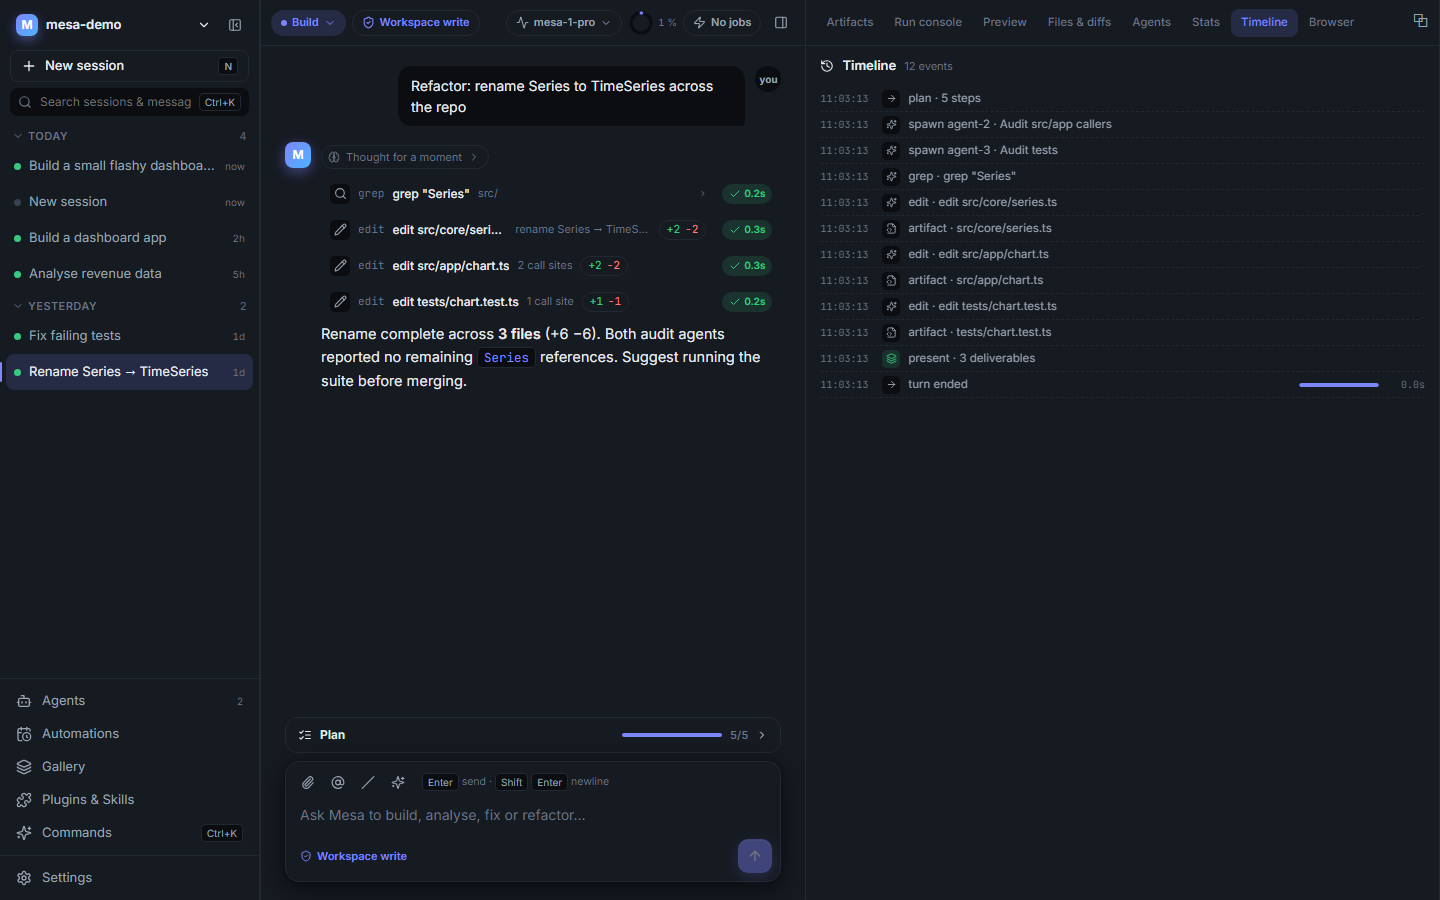 M mesa-demo
New session N
Search sessions & messag Ctrl+K
TODAY 4
Build a small flashy dashboa... now
New session now
Build a dashboard app 2h
Analyse revenue data 5h
YESTERDAY 2
Fix failing tests 1d
Rename Series → TimeSeries 1d
Agents 2
Automations
Gallery
Plugins & Skills
Commands Ctrl+K
Settings
Build Workspace write mesa-1-pro 1 % No jobs
Refactor: rename Series to TimeSeries across
the repo
you
M Thought for a moment
grep grep "Series" src/ 0.2s
edit edit src/core/seri... rename Series → TimeS... +2 -2 0.3s
edit edit src/app/chart.ts 2 call sites +2 -2 0.3s
edit edit tests/chart.test.ts 1 call site +1 -1 0.2s
Rename complete across 3 files (+6 −6). Both audit agents
reported no remaining Series references. Suggest running the
suite before merging.
Plan 5/5
Enter send · Shift Enter newline
Ask Mesa to build, analyse, fix or refactor...
Workspace write
Artifacts Run console Preview Files & diffs Agents Stats Timeline Browser
Timeline 12 events
11:03:13 plan · 5 steps
11:03:13 spawn agent-2 · Audit src/app callers
11:03:13 spawn agent-3 · Audit tests
11:03:13 grep · grep "Series"
11:03:13 edit · edit src/core/series.ts
11:03:13 artifact · src/core/series.ts
11:03:13 edit · edit src/app/chart.ts
11:03:13 artifact · src/app/chart.ts
11:03:13 edit · edit tests/chart.test.ts
11:03:13 artifact · tests/chart.test.ts
11:03:13 present · 3 deliverables
11:03:13 turn ended 0.0s